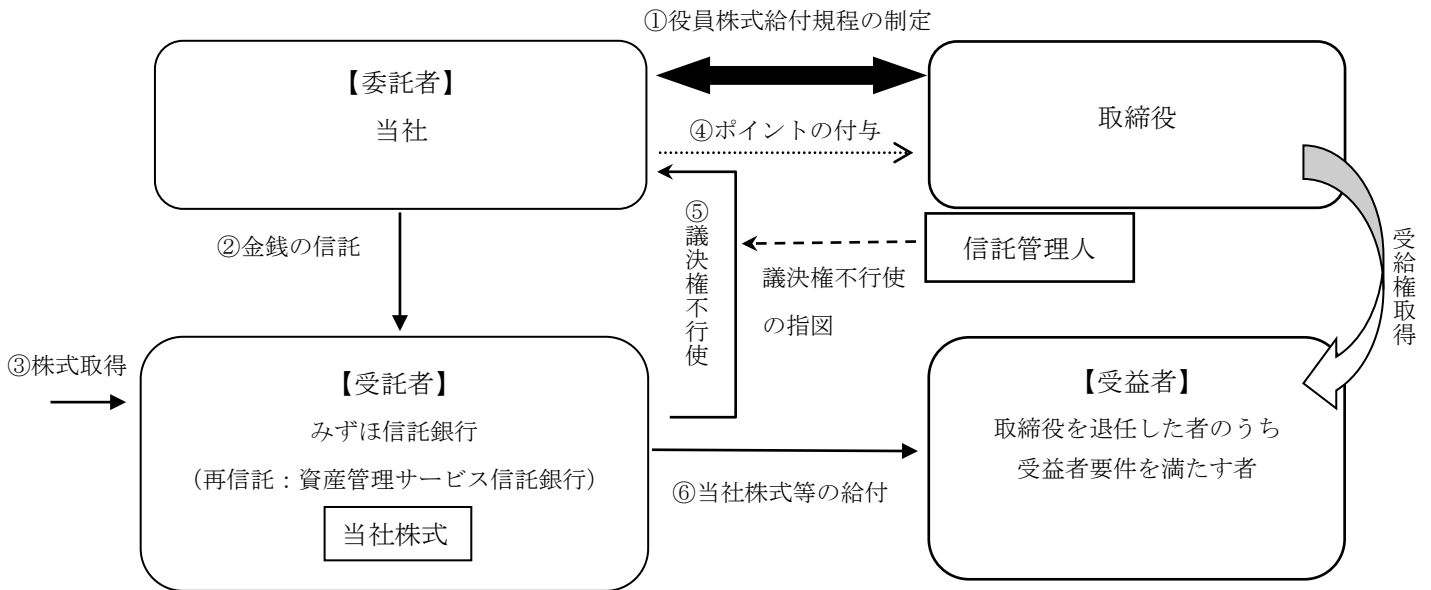 ①役員株式給付規程の制定
【委託者】
当社
④ポイントの付与
取締役
②金銭の信託
⑤議決権不行使
議決権不行使
の指図
信託管理人
受給権取得
③株式取得
【受託者】
みずほ信託銀行
（再信託：資産管理サービス信託銀行）
当社株式
⑥当社株式等の給付
【受益者】
取締役を退任した者のうち
受益者要件を満たす者